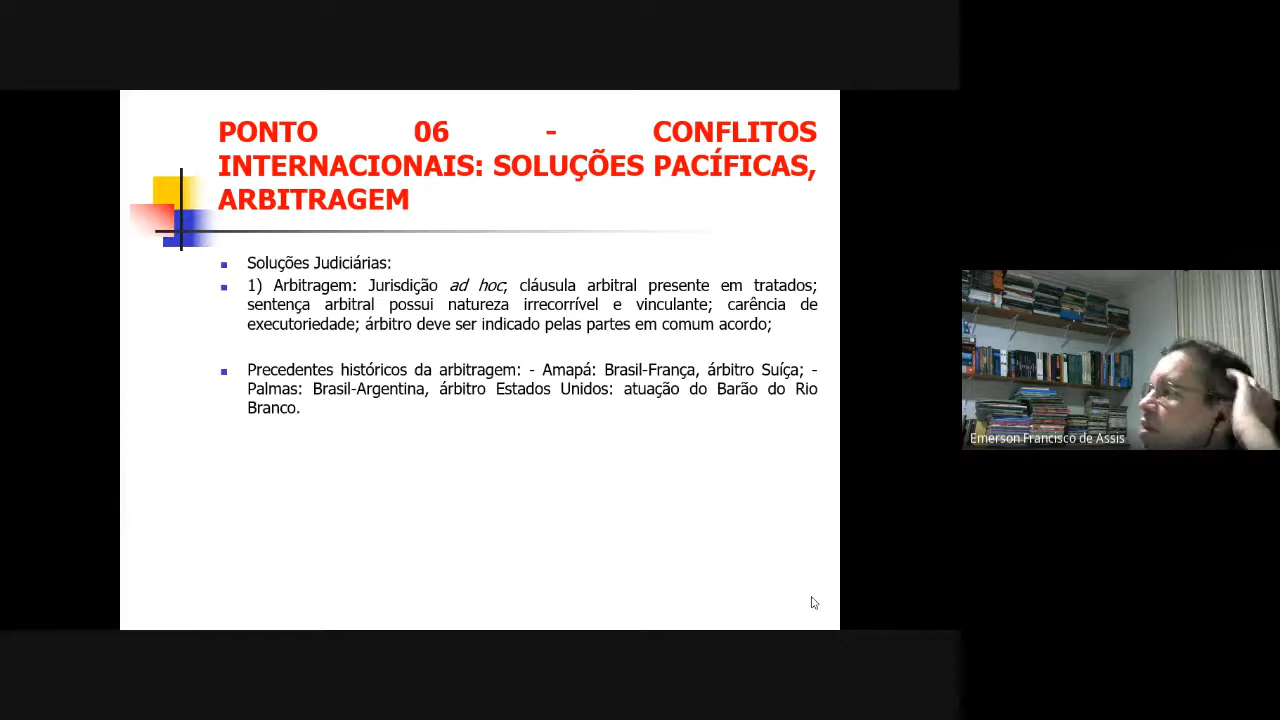 PONTO 06 - CONFLITOS
INTERNACIONAIS: SOLUÇÕES PACÍFICAS,
ARBITRAGEM
Soluções Judiciárias:
1) Arbitragem: Jurisdição ad hoc; cláusula arbitral presente em tratados;
sentença arbitral possui natureza irrecorrível e vinculante; carência de
executoriedade; árbitro deve ser indicado pelas partes em comum acordo;
Precedentes históricos da arbitragem: - Amapá: Brasil-França, árbitro Suíça; -
Palmas: Brasil-Argentina, árbitro Estados Unidos: atuação do Barão do Rio
Branco.
Emerson Francisco de Assis